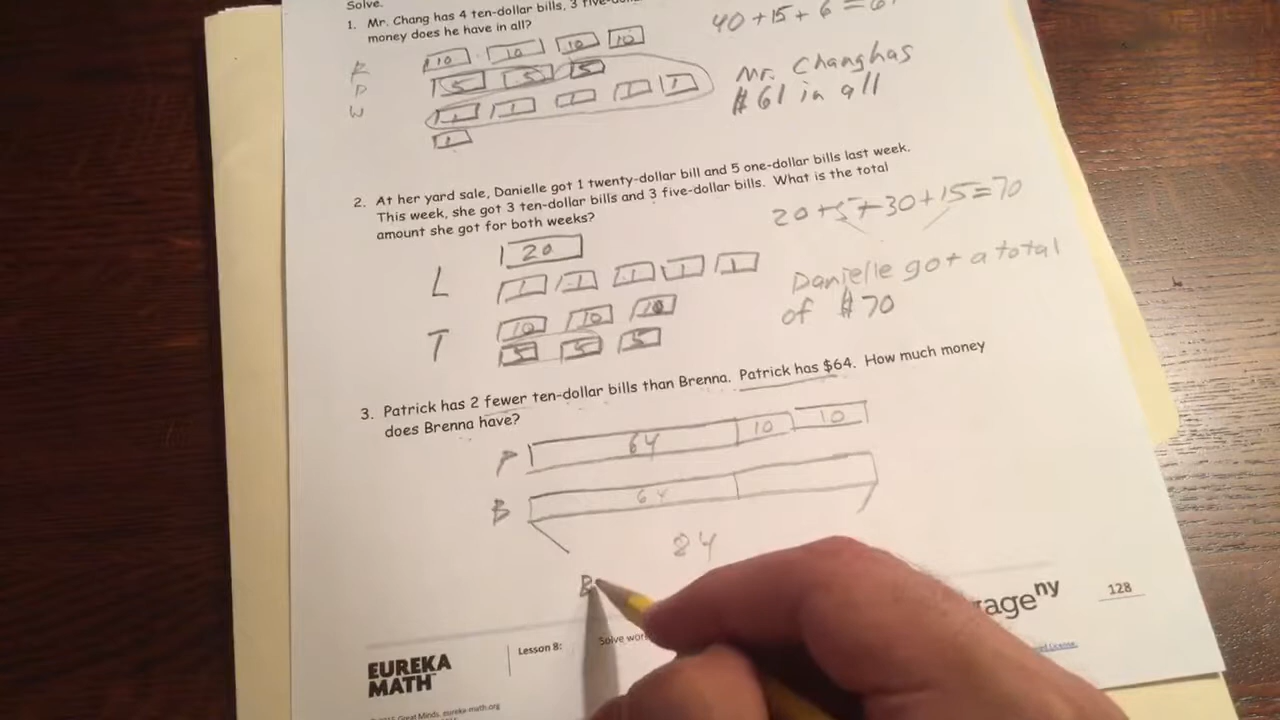 Solve.
1. Mr. Chang has 4 ten-dollar bills, 3
money does he have in all?
40 + 15 + 6 =
R
D
W
10 10 10 10
5 5 5
1 1 1 1 1
1
Mr. Chang has
$61 in all
2. At her yard sale, Danielle got 1 twenty-dollar bill and 5 one-dollar bills last week.
This week, she got 3 ten-dollar bills and 3 five-dollar bills. What is the total
amount she got for both weeks?
20 + 5 + 30 + 15 = 70
20
L 1 1 1 1 1
10 10 10
T 5 5 5
Danielle got a total
of $70
3. Patrick has 2 fewer ten-dollar bills than Brenna. Patrick has $64. How much money
does Brenna have?
P 64 10 10
B 64
84
B
EUREKA
MATH
Lesson 8:
Solve
128
eureka-math.org